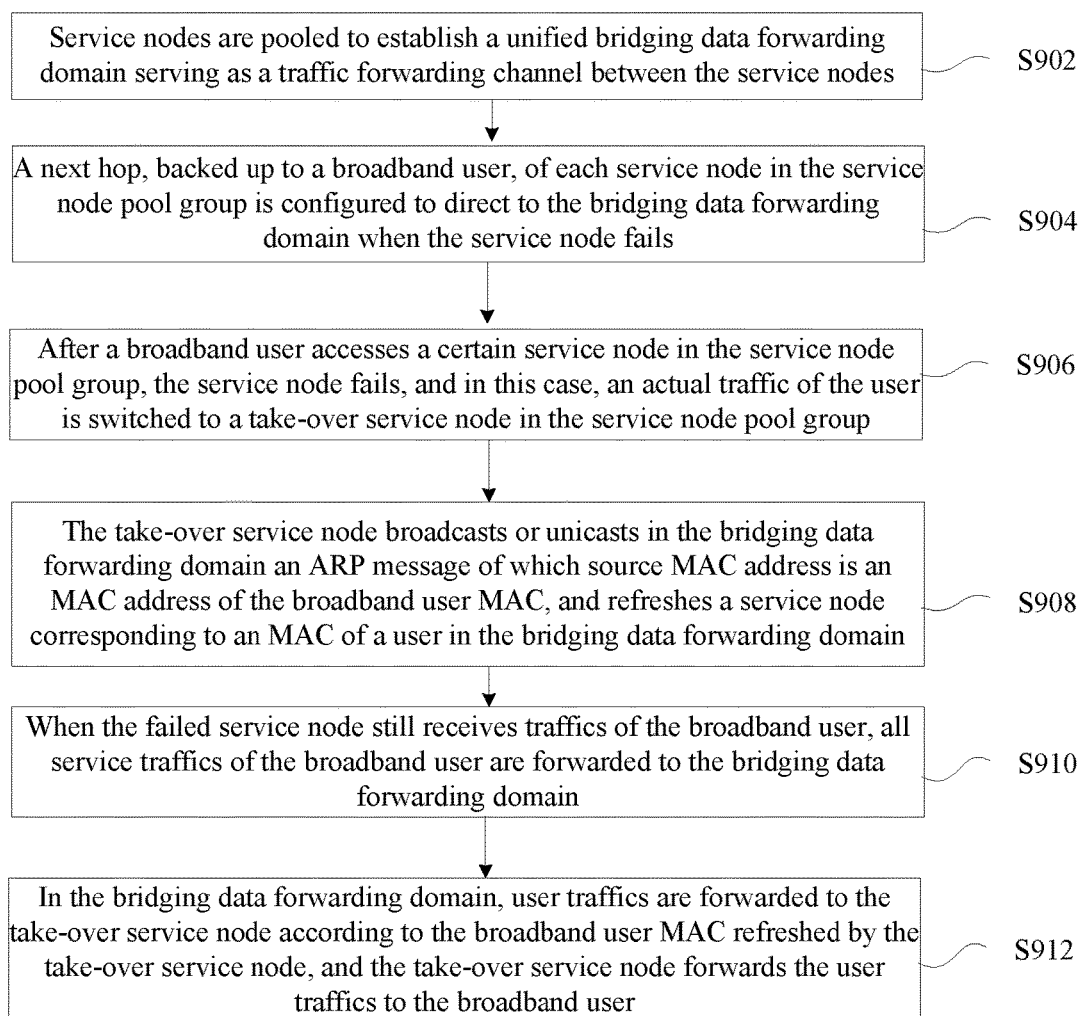 Service nodes are pooled to establish a unified bridging data forwarding
domain serving as a traffic forwarding channel between the service nodes
S902
A next hop, backed up to a broadband user, of each service node in the service
node pool group is configured to direct to the bridging data forwarding
domain when the service node fails
S904
After a broadband user accesses a certain service node in the service node
pool group, the service node fails, and in this case, an actual traffic of the user
is switched to a take-over service node in the service node pool group
S906
The take-over service node broadcasts or unicasts in the bridging data
forwarding domain an ARP message of which source MAC address is an
MAC address of the broadband user MAC, and refreshes a service node
corresponding to an MAC of a user in the bridging data forwarding domain
S908
When the failed service node still receives traffics of the broadband user, all
service traffics of the broadband user are forwarded to the bridging data
forwarding domain
S910
In the bridging data forwarding domain, user traffics are forwarded to the
take-over service node according to the broadband user MAC refreshed by the
take-over service node, and the take-over service node forwards the user
traffics to the broadband user
S912